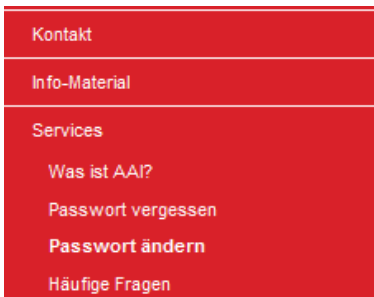 Kontakt
Info-Material
Services
Was ist AAI?
Passwort vergessen
Passwort ändern
Häufige Fragen